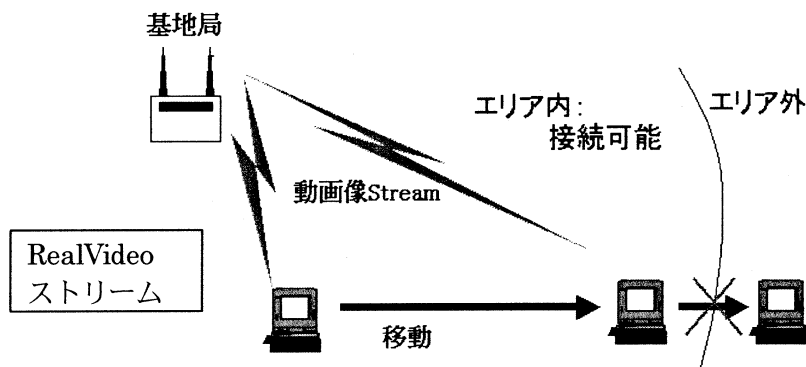 基地局
エリア内:
接続可能
エリア外
動画像Stream
RealVideo
ストリーム
移動